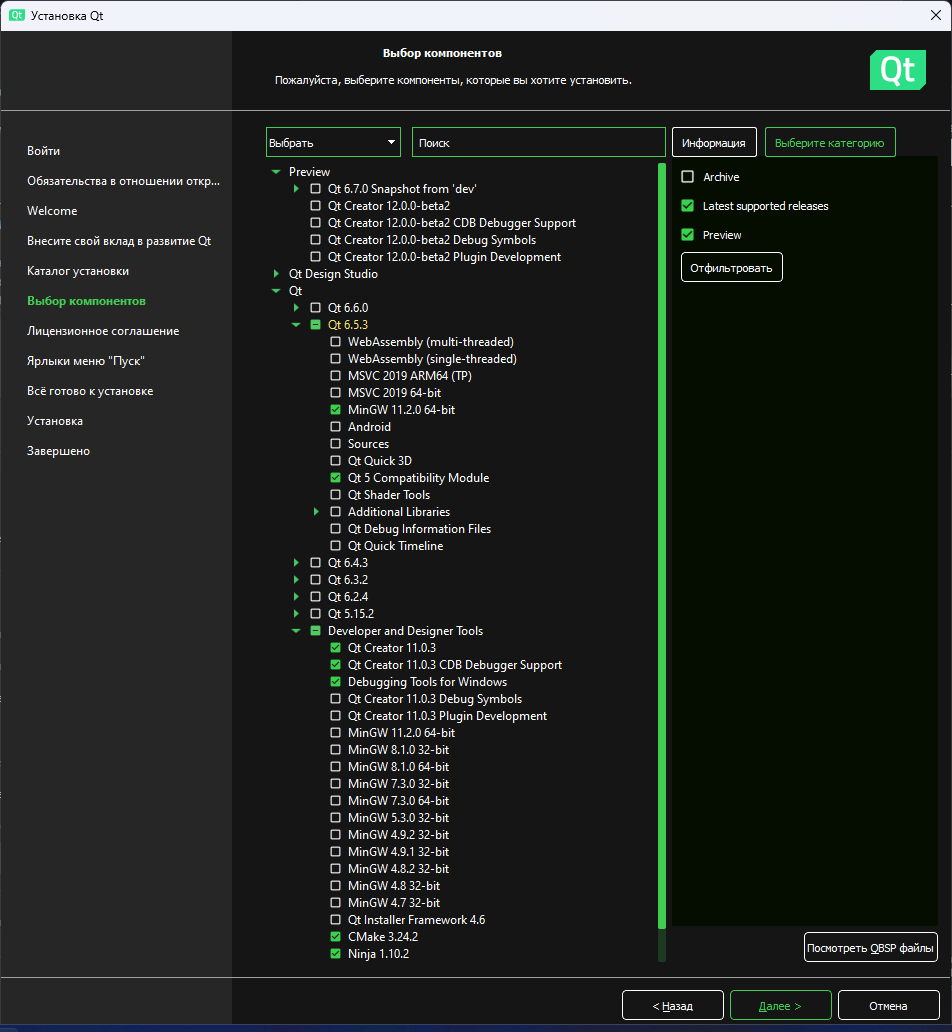 Qt Установка Qt
Выбор компонентов
Пожалуйста, выберите компоненты, которые вы хотите установить.
Qt
Войти
Обязательства в отношении откр...
Welcome
Внесите свой вклад в развитие Qt
Каталог установки
Выбор компонентов
Лицензионное соглашение
Ярлыки меню "Пуск"
Всё готово к установке
Установка
Завершено
Выбрать
Поиск
Preview
Qt 6.7.0 Snapshot from 'dev'
Qt Creator 12.0.0-beta2
Qt Creator 12.0.0-beta2 CDB Debugger Support
Qt Creator 12.0.0-beta2 Debug Symbols
Qt Creator 12.0.0-beta2 Plugin Development
Qt Design Studio
Qt
Qt 6.6.0
Qt 6.5.3
WebAssembly (multi-threaded)
WebAssembly (single-threaded)
MSVC 2019 ARM64 (TP)
MSVC 2019 64-bit
MinGW 11.2.0 64-bit
Android
Sources
Qt Quick 3D
Qt 5 Compatibility Module
Qt Shader Tools
Additional Libraries
Qt Debug Information Files
Qt Quick Timeline
Qt 6.4.3
Qt 6.3.2
Qt 6.2.4
Qt 5.15.2
Developer and Designer Tools
Qt Creator 11.0.3
Qt Creator 11.0.3 CDB Debugger Support
Debugging Tools for Windows
Qt Creator 11.0.3 Debug Symbols
Qt Creator 11.0.3 Plugin Development
MinGW 11.2.0 64-bit
MinGW 8.1.0 32-bit
MinGW 8.1.0 64-bit
MinGW 7.3.0 32-bit
MinGW 7.3.0 64-bit
MinGW 5.3.0 32-bit
MinGW 4.9.2 32-bit
MinGW 4.9.1 32-bit
MinGW 4.8.2 32-bit
MinGW 4.8 32-bit
MinGW 4.7 32-bit
Qt Installer Framework 4.6
CMake 3.24.2
Ninja 1.10.2
Информация
Выберите категорию
Archive
Latest supported releases
Preview
Отфильтровать
Посмотреть QBSP файлы
< Назад
Далее >
Отмена